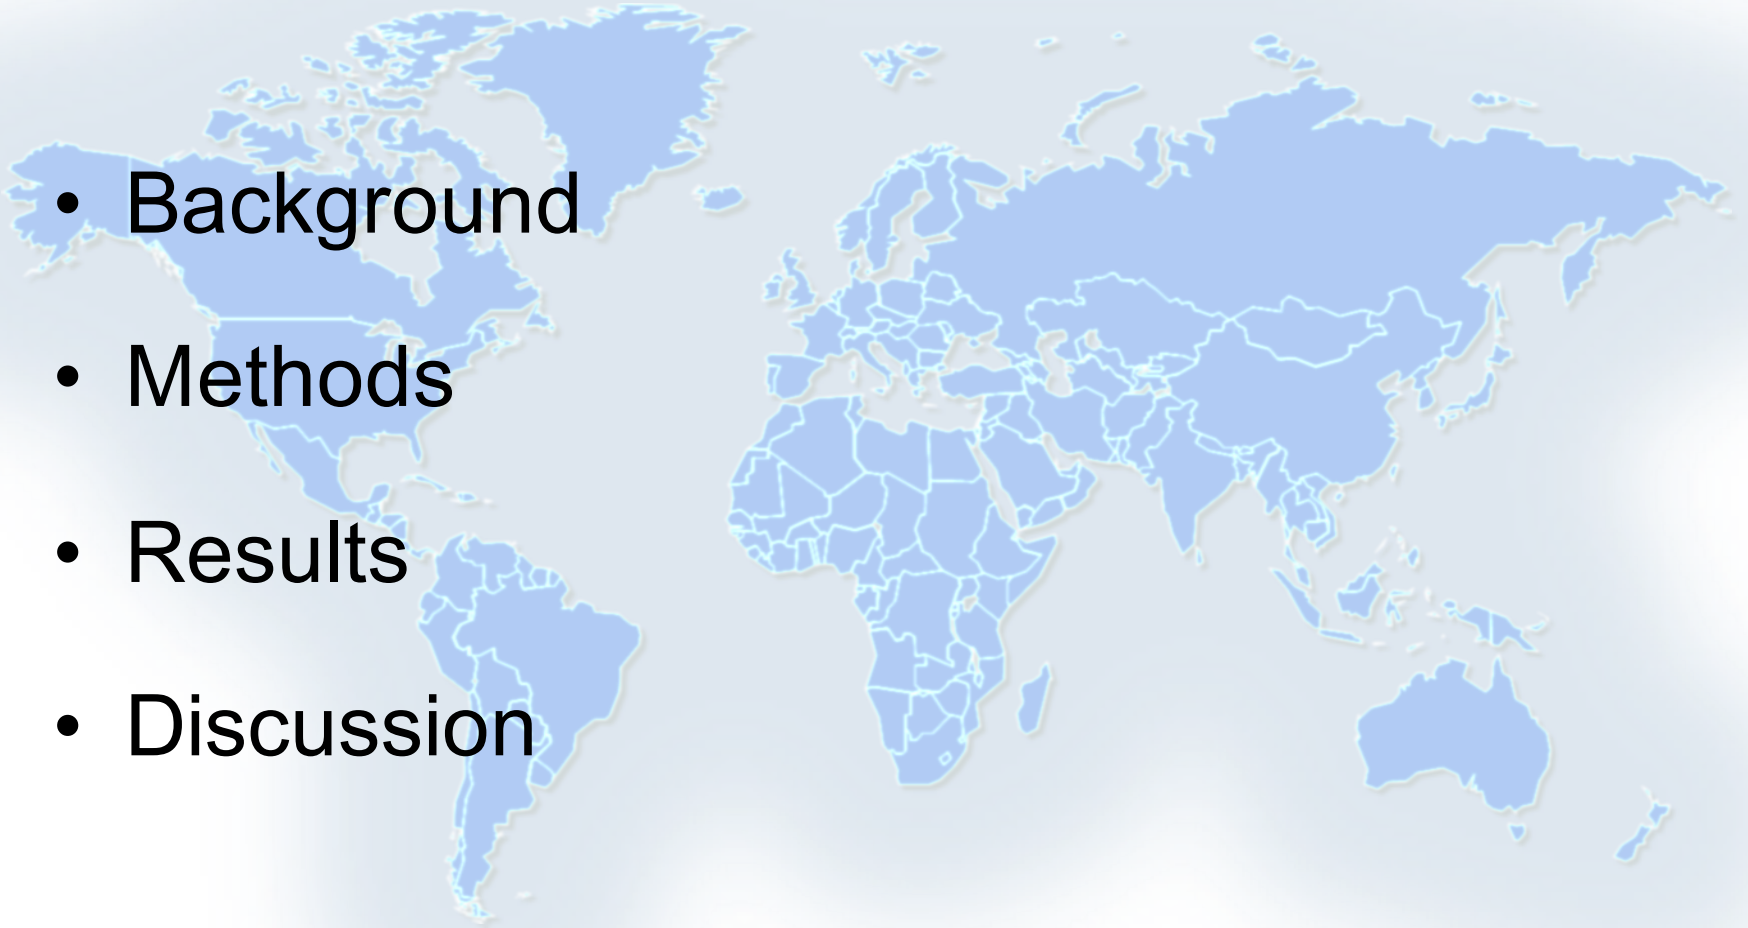 • Background
• Methods
• Results
• Discussion